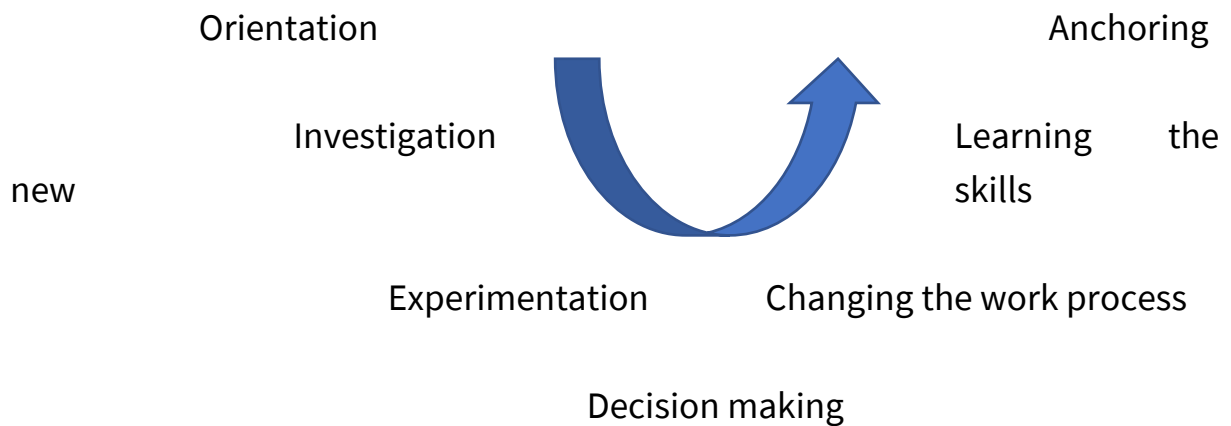 Orientation Anchoring
Investigation Learning the
new skills
Experimentation Changing the work process
Decision making